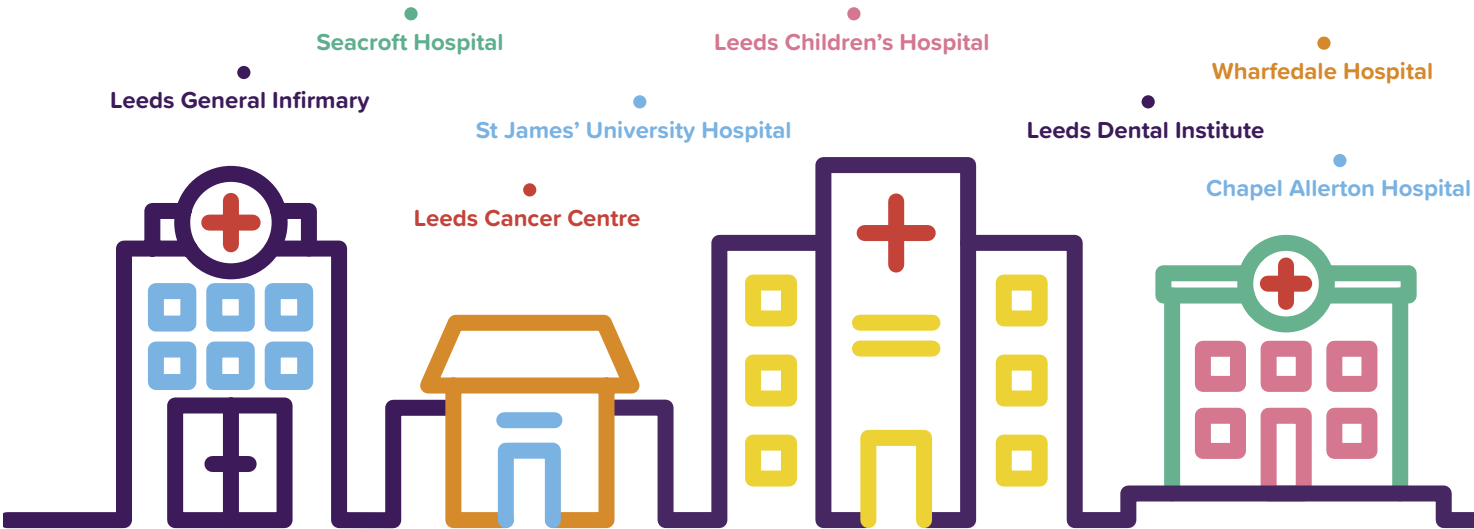 Seacroft Hospital
Leeds Children’s Hospital
Wharfedale Hospital
Leeds General Infirmary
St James’ University Hospital
Leeds Dental Institute
Chapel Allerton Hospital
Leeds Cancer Centre